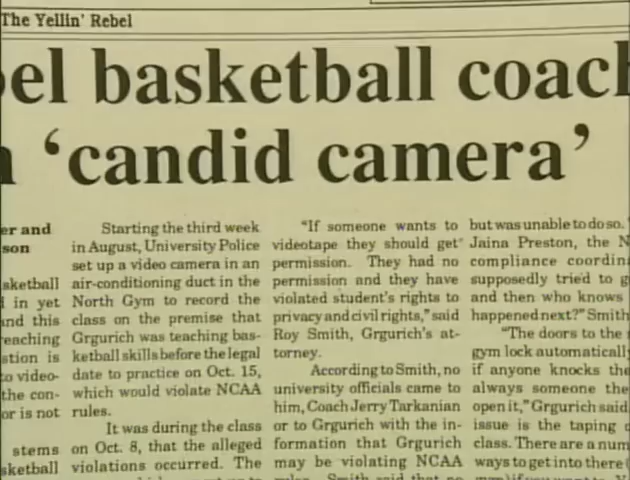 The Yellin' Rebel
el basketball coach
'candid camera'
er and
son
sketball
in yet
and this
eaching
stion is
to video-
the con-
or is not
stems
sketball
Starting the third week
in August, University Police
set up a video camera in an
air-conditioning duct in the
North Gym to record the
class on the premise that
Grgurich was teaching bas-
ketball skills before the legal
date to practice on Oct. 15,
which would violate NCAA
rules.
It was during the class
on Oct. 8, that the alleged
violations occurred. The
"If someone wants to
videotape they should get
permission. They had no
permission and they have
violated student's rights to
privacy and civil rights," said
Roy Smith, Grgurich's at-
torney.
According to Smith, no
university officials came to
him, Coach Jerry Tarkanian
or to Grgurich with the in-
formation that Grgurich
may be violating NCAA
but was unable to do so.
Jaina Preston, the N
compliance coordin
supposedly tried to g
and then who knows
happened next?" Smith
"The doors to the
gym lock automatically
if anyone knocks the
always someone the
open it," Grgurich said
issue is the taping o
class. There are a num
ways to get into there